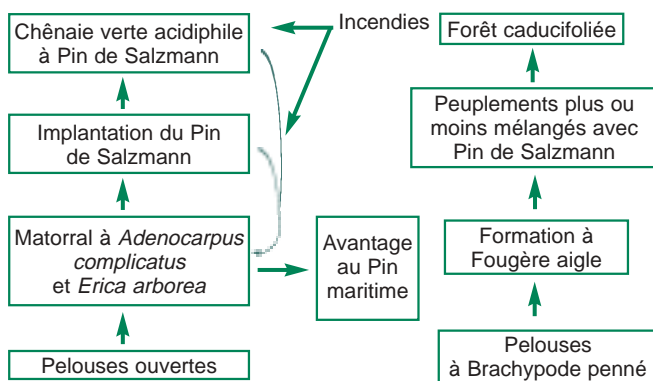 Chênaie verte acidiphile
à Pin de Salzmann
Incendies
Forêt caducifoliée
Implantation du Pin
de Salzmann
Peuplements plus ou
moins mélangés avec
Pin de Salzmann
Matorral à Adenocarpus
complicatus
et Erica arborea
Avantage
au Pin
maritime
Formation à
Fougère aigle
Pelouses ouvertes
Pelouses
à Brachypode penné